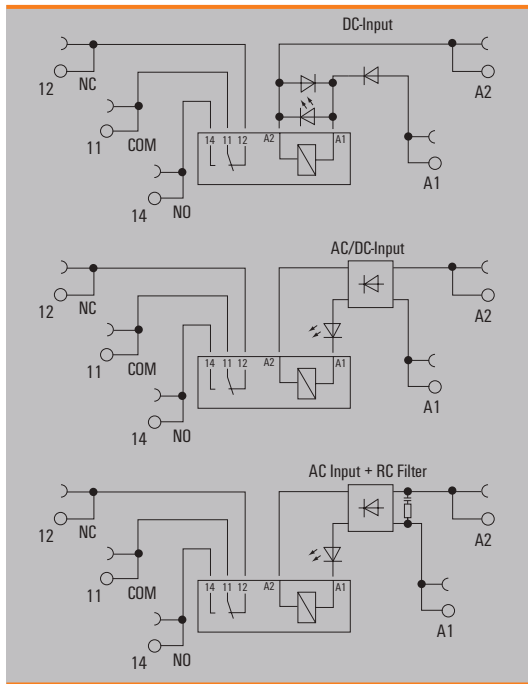 DC-Input
12 NC A2
11 COM
14 11 12 A2 A1
A1
14 NO
AC/DC-Input
12 NC A2
11 COM
14 11 12 A2 A1
A1
14 NO
AC Input + RC Filter
12 NC A2
11 COM
14 11 12 A2 A1
A1
14 NO